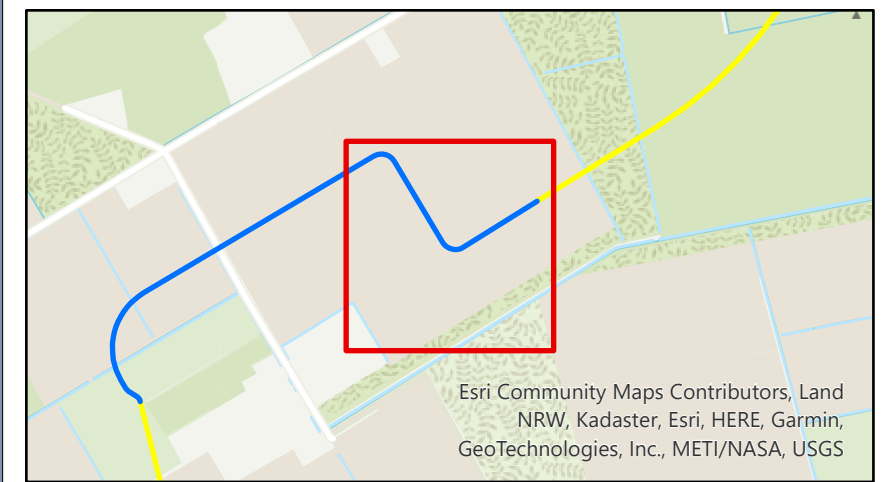 Esri Community Maps Contributors, Land
NRW, Kadaster, Esri, HERE, Garmin,
GeoTechnologies, Inc., METI/NASA, USGS